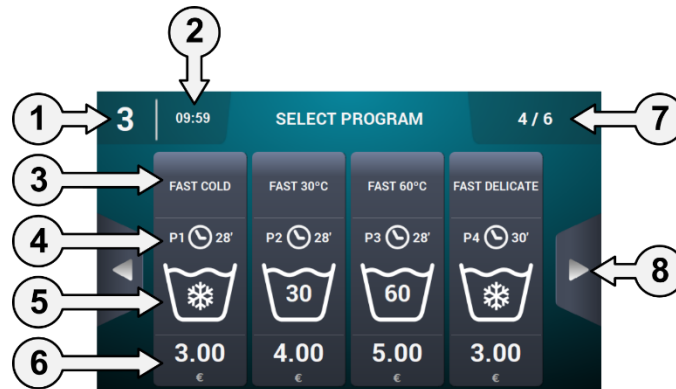 2
1
3
09:59
SELECT PROGRAM
4 / 6
7
3
FAST COLD
FAST 30ºC
FAST 60ºC
FAST DELICATE
4
P1 28'
P2 28'
P3 28'
P4 30'
5
30
60
8
6
3.00
4.00
5.00
3.00
€
€
€
€